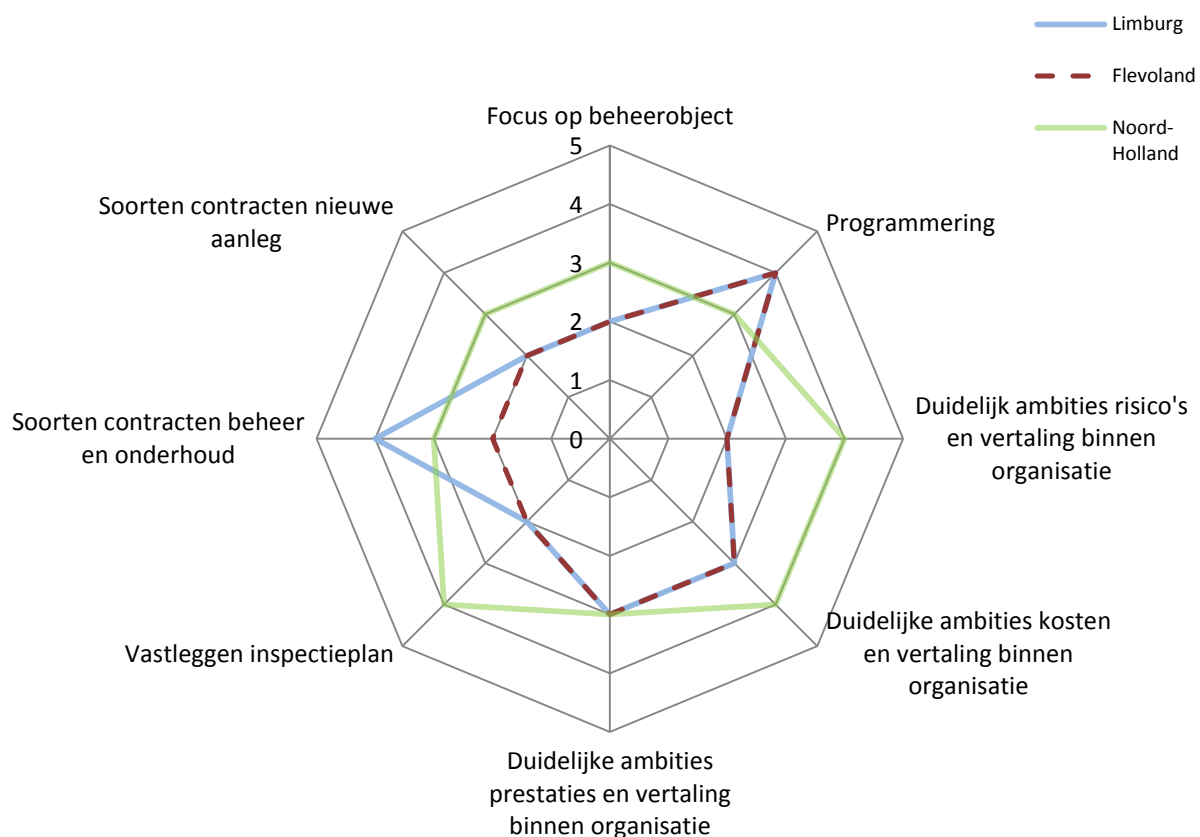 Limburg
Flevoland
Noord-
Holland
Focus op beheerobject
5
4
3
2
1
0
Programmering
Duidelijk ambities risico's
en vertaling binnen
organisatie
Duidelijke ambities kosten
en vertaling binnen
organisatie
Duidelijke ambities
prestaties en vertaling
binnen organisatie
Vastleggen inspectieplan
Soorten contracten beheer
en onderhoud
Soorten contracten nieuwe
aanleg